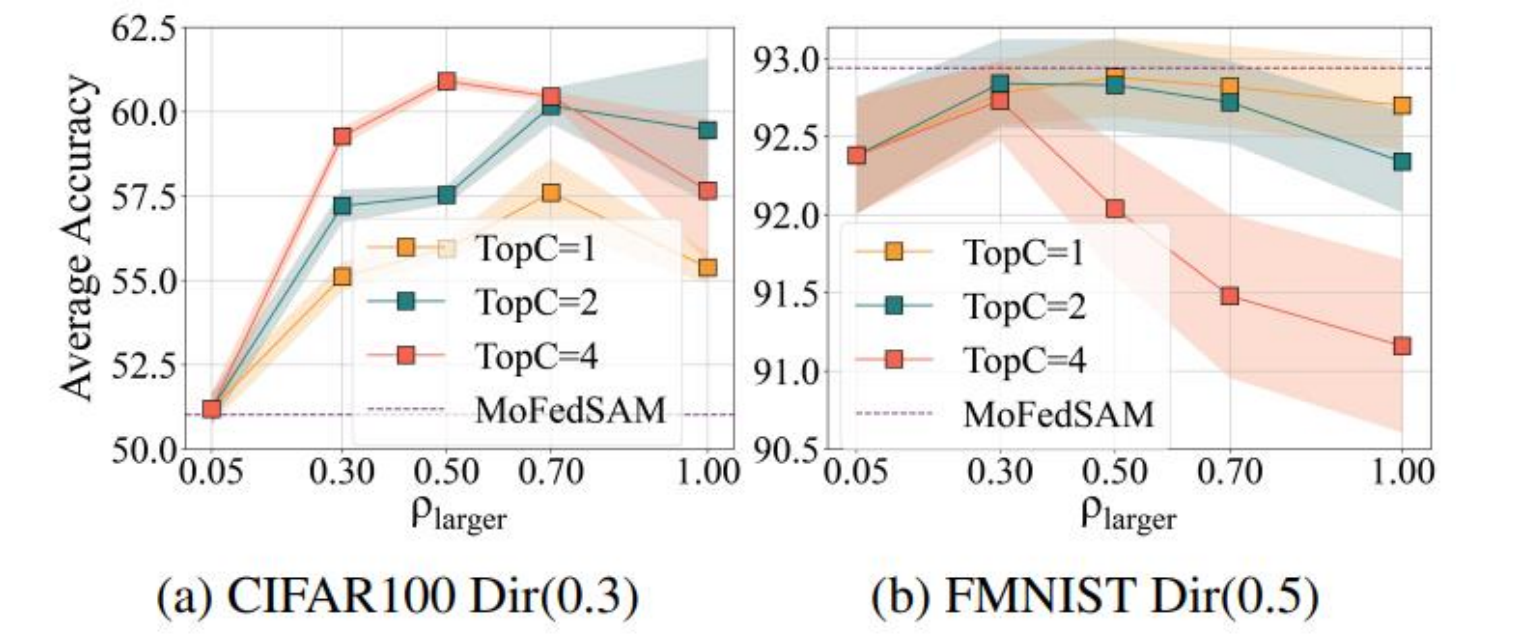 Average Accuracy
62.5
60.0
57.5
55.0
52.5
50.0
TopC=1
TopC=2
TopC=4
MoFedSAM
0.05 0.30 0.50 0.70 1.00
ρlarger
(a) CIFAR100 Dir(0.3)
93.0
92.5
92.0
91.5
91.0
90.5
TopC=1
TopC=2
TopC=4
MoFedSAM
0.05 0.30 0.50 0.70 1.00
ρlarger
(b) FMNIST Dir(0.5)